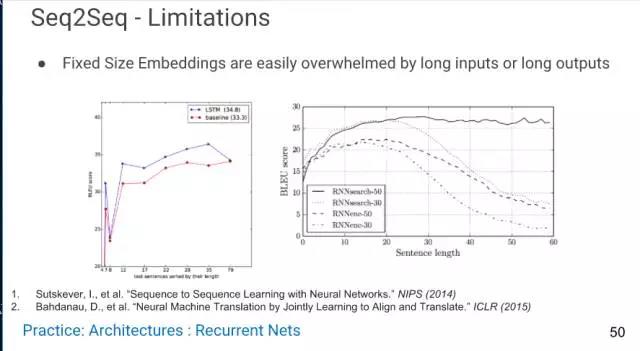 Seq2Seq - Limitations
● Fixed Size Embeddings are easily overwhelmed by long inputs or long outputs
LSTM (34.8)
baseline (33.3)
BLEU score
40
35
30
25
20
4 7 8 12 17 22 28 35 79
test sentences sorted by their length
BLEU score
30
25
20
15
10
5
0
RNNsearch-50
RNNsearch-30
RNNenc-50
RNNenc-30
0 10 20 30 40 50 60
Sentence length
1. Sutskever, I., et al. “Sequence to Sequence Learning with Neural Networks.” NIPS (2014)
2. Bahdanau, D., et al. “Neural Machine Translation by Jointly Learning to Align and Translate.” ICLR (2015)
Practice: Architectures : Recurrent Nets
50